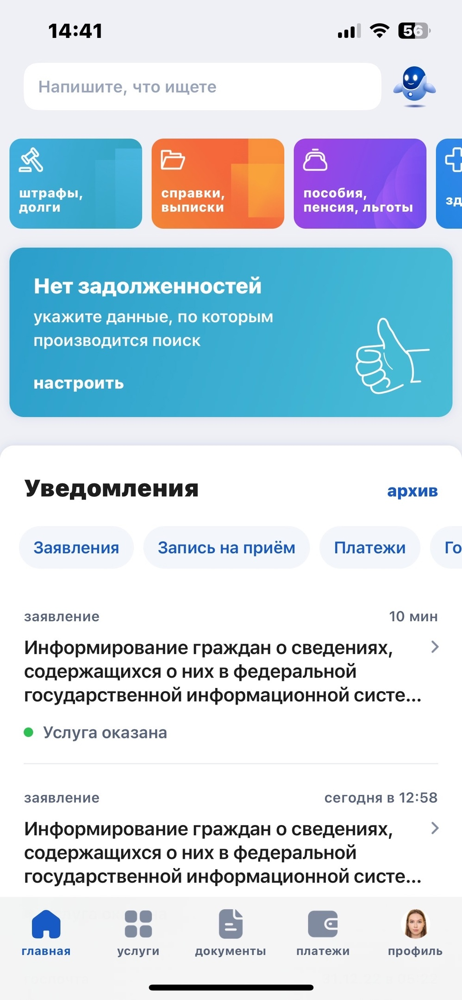 14:41
56
Напишите, что ищете
штрафы,
долги
справки,
выписки
пособия,
пенсия, льготы
зд
Нет задолженностей
укажите данные, по которым
производится поиск
настроить
Уведомления
архив
Заявления
Запись на приём
Платежи
Го
заявление
10 мин
Информирование граждан о сведениях,
содержащихся о них в федеральной
государственной информационной систе...
Услуга оказана
заявление
сегодня в 12:58
Информирование граждан о сведениях,
содержащихся о них в федеральной
государственной информационной систе...
главная
услуги
документы
платежи
профиль